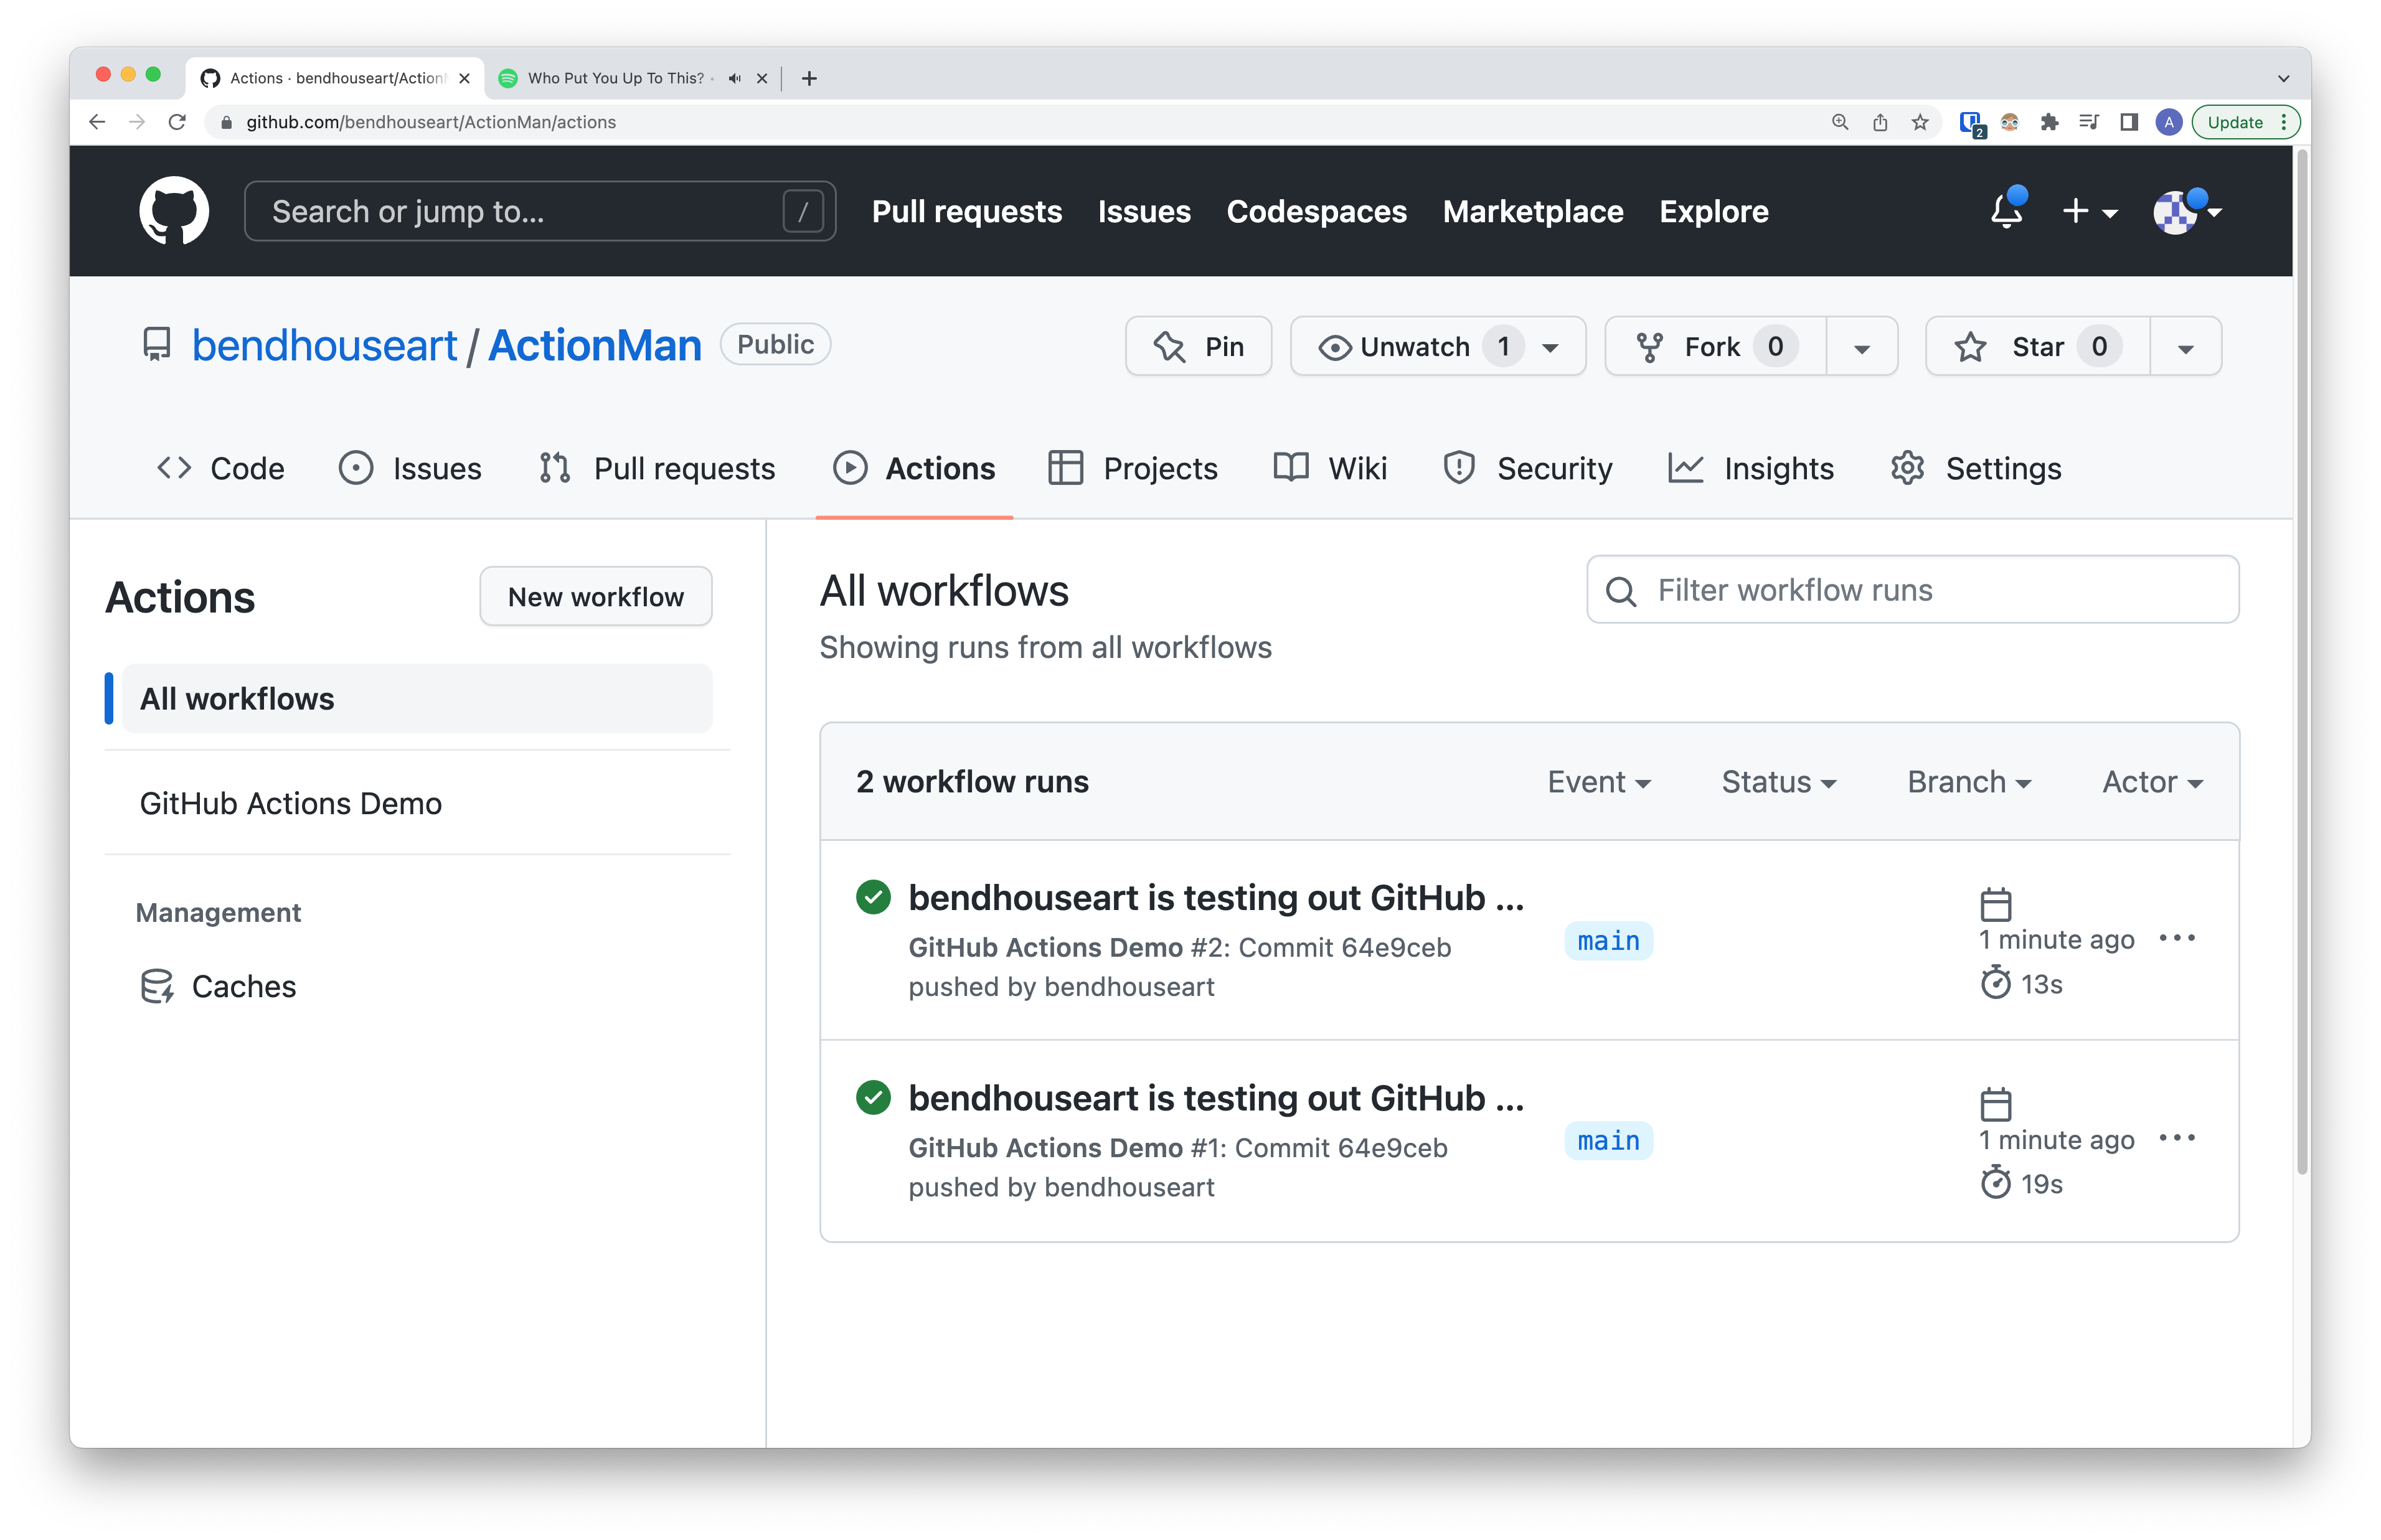 Actions · bendhouseart/Action
Who Put You Up To This? ·
github.com/bendhouseart/ActionMan/actions
2
A
Update
Search or jump to...
/
Pull requests
Issues
Codespaces
Marketplace
Explore
bendhouseart / ActionMan
Public
Pin
Unwatch 1
Fork 0
Star 0
Code
Issues
Pull requests
Actions
Projects
Wiki
Security
Insights
Settings
Actions
New workflow
All workflows
GitHub Actions Demo
Management
Caches
All workflows
Showing runs from all workflows
Filter workflow runs
2 workflow runs
Event
Status
Branch
Actor
bendhouseart is testing out GitHub ...
GitHub Actions Demo #2: Commit 64e9ceb
pushed by bendhouseart
main
1 minute ago
13s
bendhouseart is testing out GitHub ...
GitHub Actions Demo #1: Commit 64e9ceb
pushed by bendhouseart
main
1 minute ago
19s